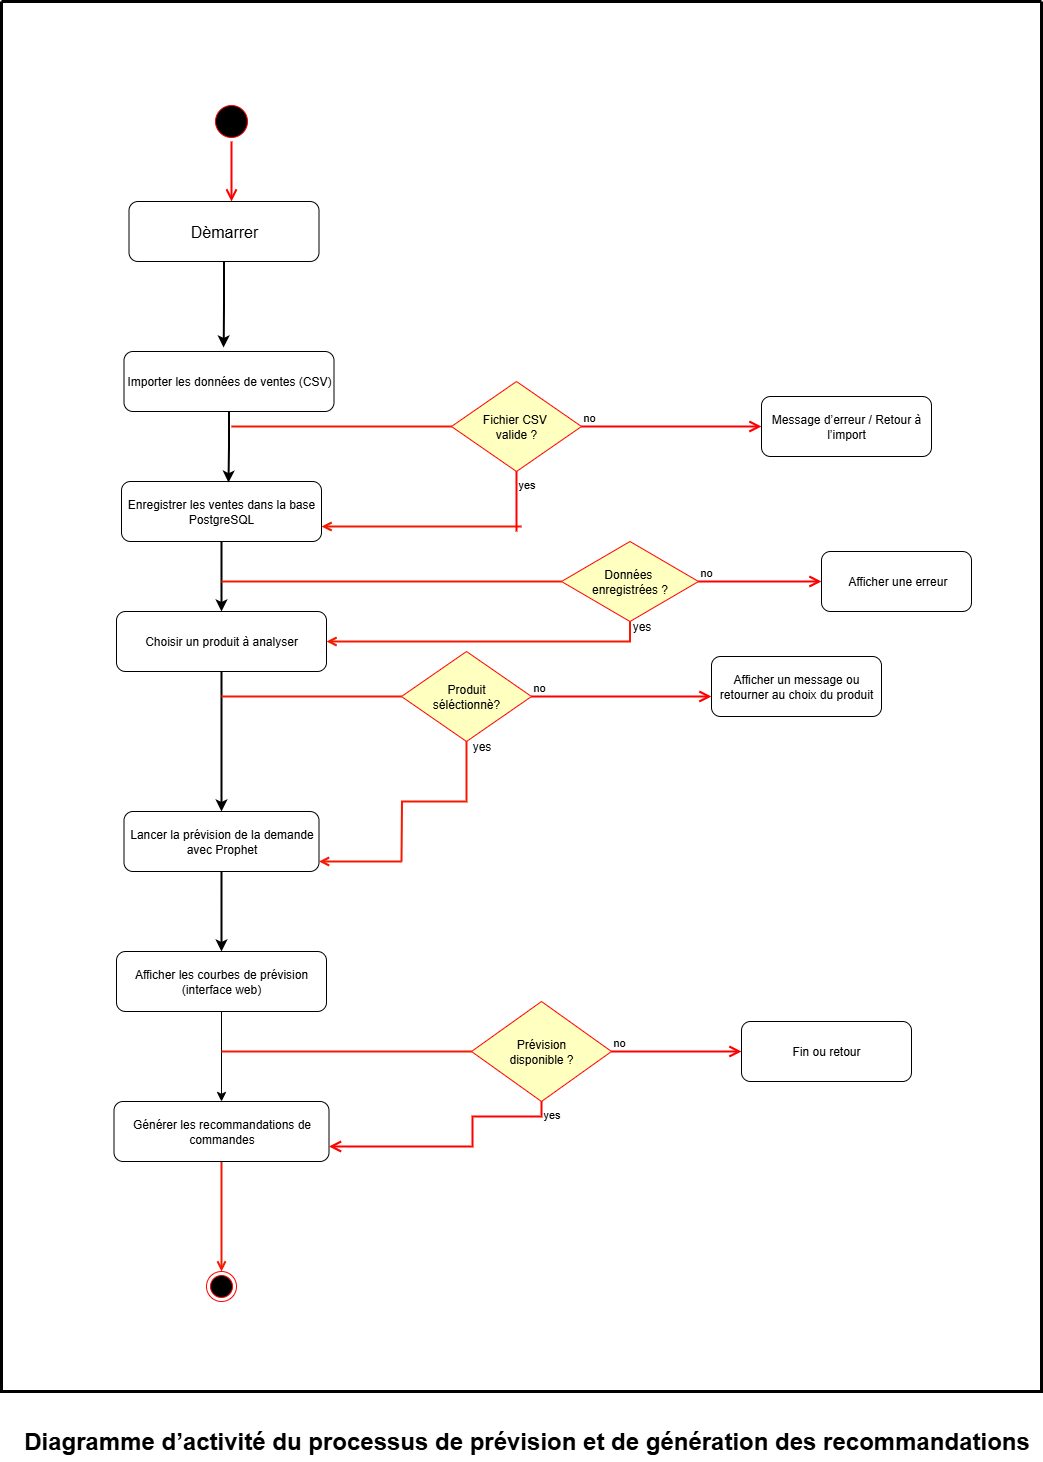 Dèmarrer
Importer les données de ventes (CSV)
Fichier CSV
valide ?
no
Message d'erreur / Retour à
l'import
yes
Enregistrer les ventes dans la base
PostgreSQL
Données
enregistrées ?
no
Afficher une erreur
yes
Choisir un produit à analyser
Produit
séléctionnè?
no
Afficher un message ou
retourner au choix du produit
yes
Lancer la prévision de la demande
avec Prophet
Afficher les courbes de prévision
(interface web)
Prévision
disponible ?
no
Fin ou retour
yes
Générer les recommandations de
commandes
Diagramme d'activité du processus de prévision et de génération des recommandations